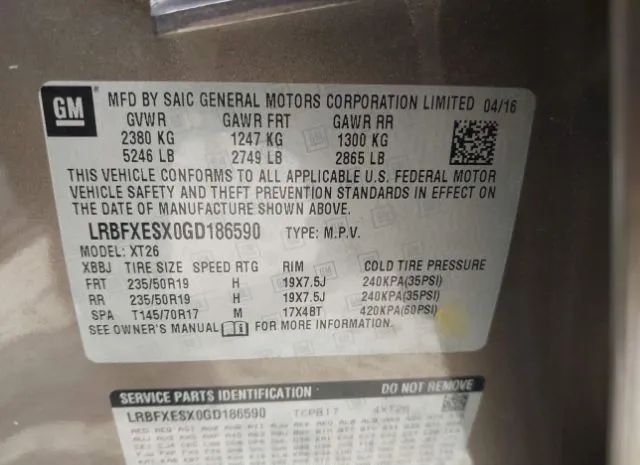 GM
MFD BY SAIC GENERAL MOTORS CORPORATION LIMITED 04/16
GVWR GAWR FRT GAWR RR
2380 KG 1247 KG 1300 KG
5246 LB 2749 LB 2865 LB
THIS VEHICLE CONFORMS TO ALL APPLICABLE U.S. FEDERAL MOTOR
VEHICLE SAFETY AND THEFT PREVENTION STANDARDS IN EFFECT ON
THE DATE OF MANUFACTURE SHOWN ABOVE.
LRBFXESX0GD186590 TYPE: M.P.V.
MODEL: XT26
XBBJ TIRE SIZE SPEED RTG RIM COLD TIRE PRESSURE
FRT 235/50R19 H 19X7.5J 240KPA(35PSI)
RR 235/50R19 H 19X7.5J 240KPA(35PSI)
SPA T145/70R17 M 17X4BT 420KPA(60PSI)
SEE OWNER'S MANUAL FOR MORE INFORMATION.
SERVICE PARTS IDENTIFICATION DO NOT REMOVE
LRBFXESX0GD186590 TCPB17 4XT26